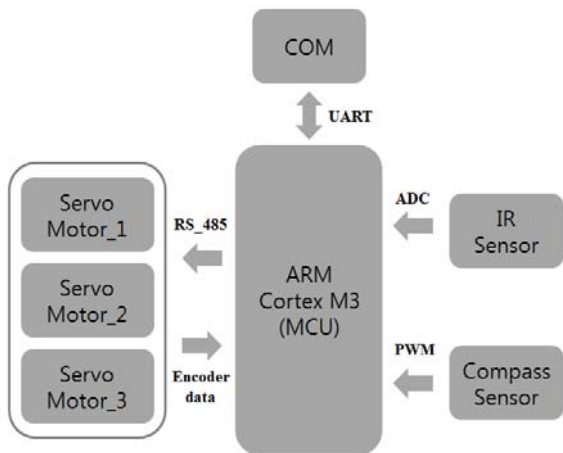 COM
UART
Servo
Motor_1
Servo
Motor_2
Servo
Motor_3
RS_485
Encoder
data
ARM
Cortex M3
(MCU)
ADC
IR
Sensor
PWM
Compass
Sensor